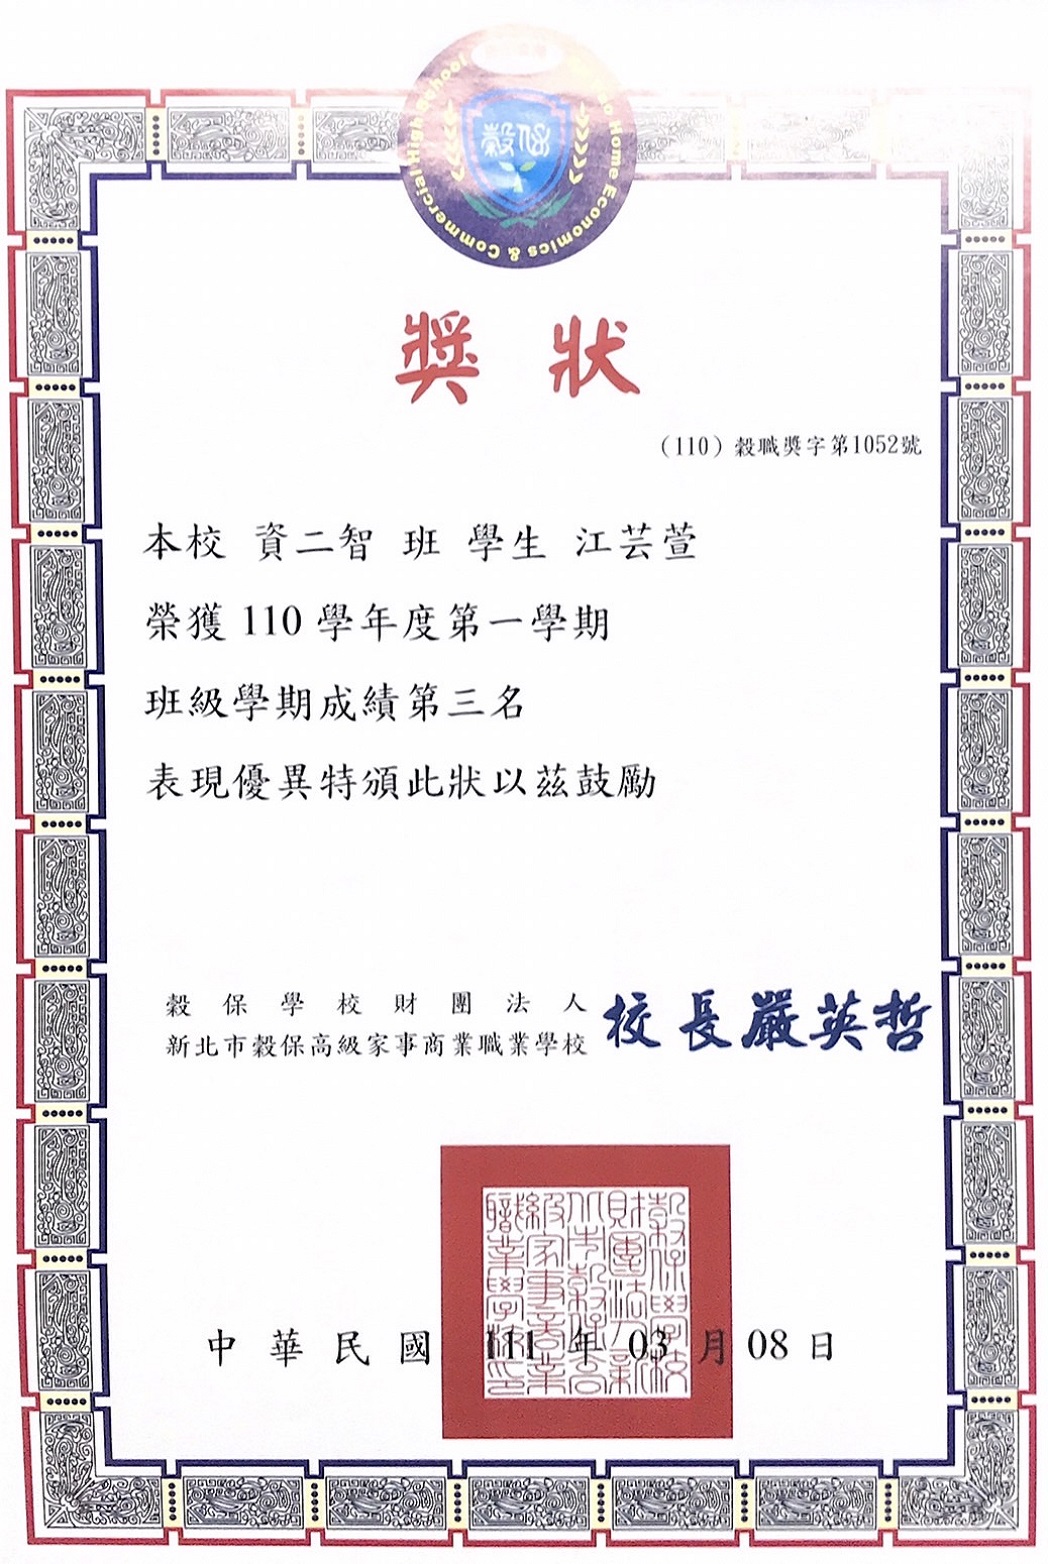 Home Economics & Commercial High School
穀保
獎狀
（110）穀職獎字第1052號
本校 資二智 班 學生 江芸萱
榮獲 110 學年度第一學期
班級學期成績第三名
表現優異特頒此狀以茲鼓勵
穀保學校財團法人
新北市穀保高級家事商業職業學校
校長嚴英哲
穀保學校
財團法人新
北市穀保高
級家事商業
職業學校印
中華民國 111 年 03 月 08 日